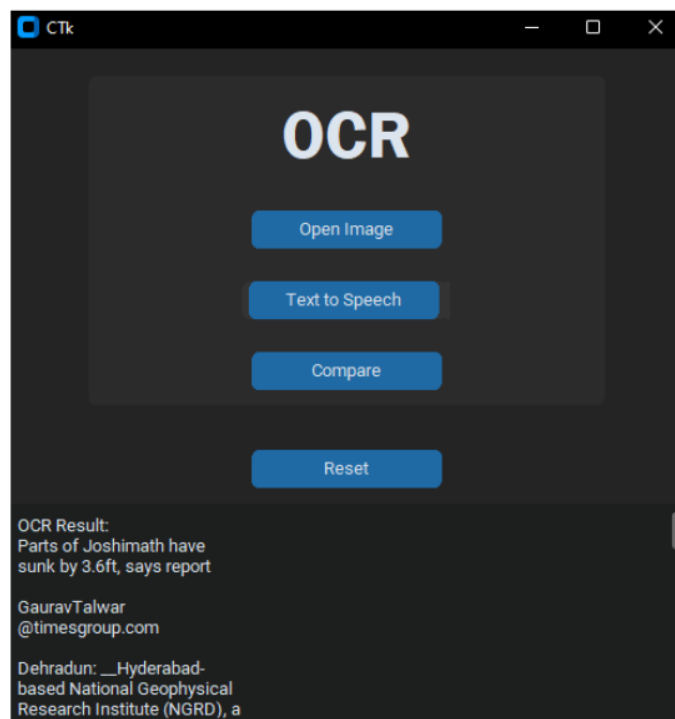 CTk
OCR
Open Image
Text to Speech
Compare
Reset
OCR Result:
Parts of Joshimath have
sunk by 3.6ft, says report
GauravTalwar
@timesgroup.com
Dehradun: __Hyderabad-
based National Geophysical
Research Institute (NGRD), a